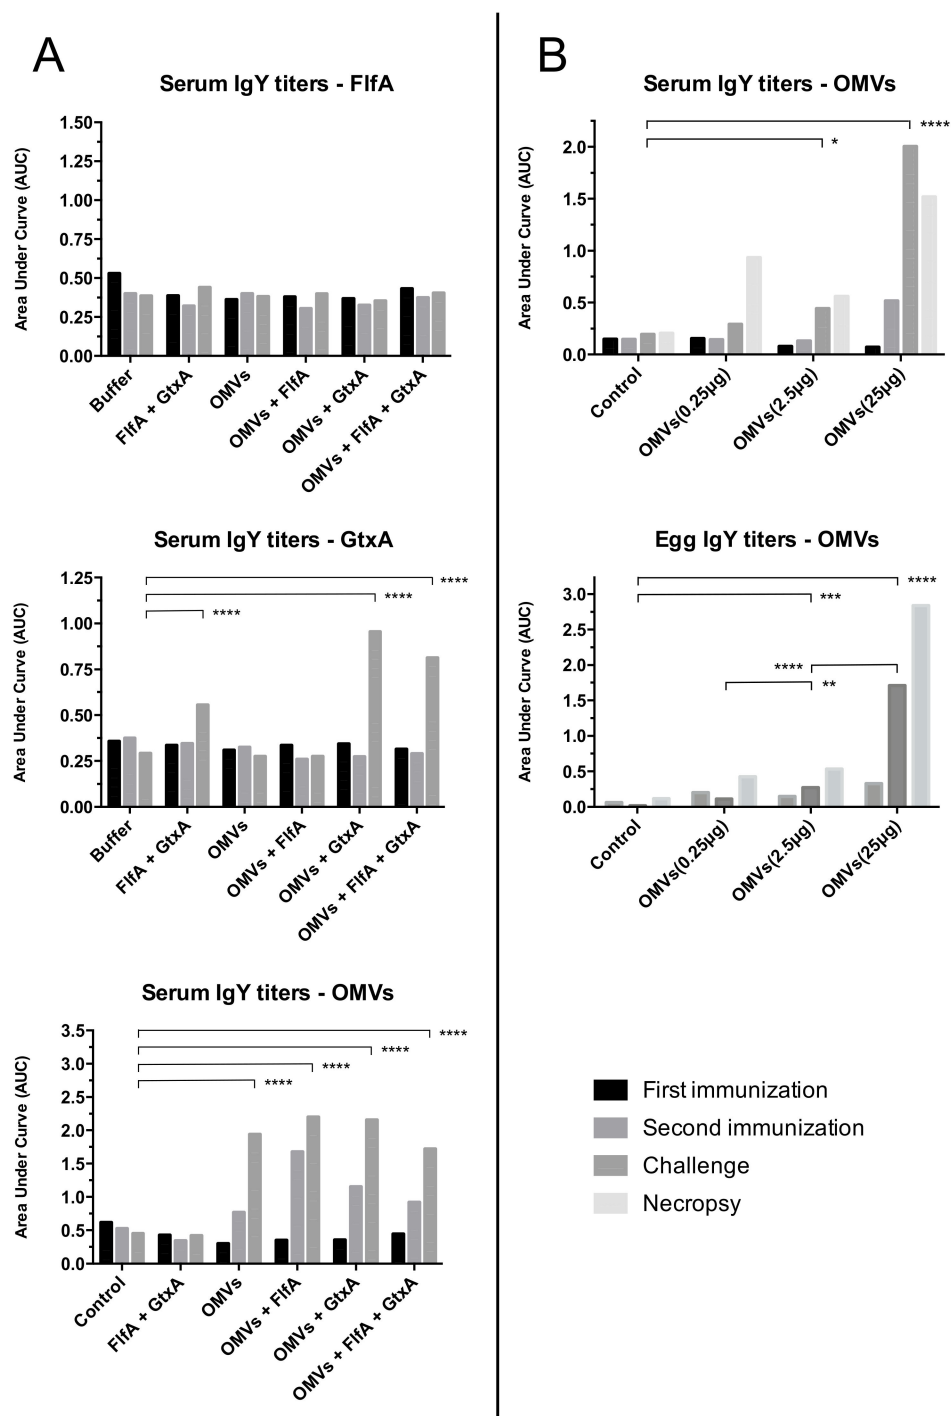 A
Serum IgY titers - FlfA
Area Under Curve (AUC)
1.50
1.25
1.00
0.75
0.50
0.25
0.00
Buffer
FlfA + GtxA
OMVs
OMVs + FlfA
OMVs + GtxA
OMVs + FlfA + GtxA
Serum IgY titers - GtxA
Area Under Curve (AUC)
1.25
1.00
0.75
0.50
0.25
0.00
****
****
****
Buffer
FlfA + GtxA
OMVs
OMVs + FlfA
OMVs + GtxA
OMVs + FlfA + GtxA
Serum IgY titers - OMVs
Area Under Curve (AUC)
3.5
3.0
2.5
2.0
1.5
1.0
0.5
0.0
****
****
****
****
Control
FlfA + GtxA
OMVs
OMVs + FlfA
OMVs + GtxA
OMVs + FlfA + GtxA
B
Serum IgY titers - OMVs
Area Under Curve (AUC)
2.0
1.5
1.0
0.5
0.0
****
*
Control
OMVs(0.25µg)
OMVs(2.5µg)
OMVs(25µg)
Egg IgY titers - OMVs
Area Under Curve (AUC)
3.0
2.5
2.0
1.5
1.0
0.5
0.0
****
***
****
**
Control
OMVs(0.25µg)
OMVs(2.5µg)
OMVs(25µg)
First immunization
Second immunization
Challenge
Necropsy